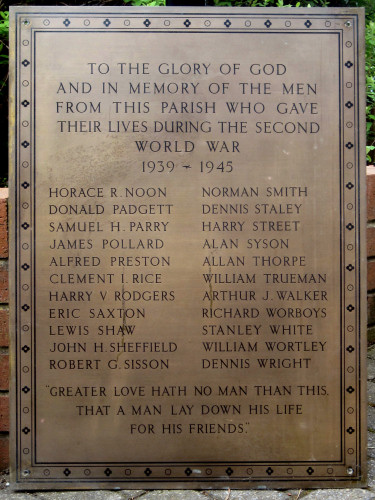 TO THE GLORY OF GOD
AND IN MEMORY OF THE MEN
FROM THIS PARISH WHO GAVE
THEIR LIVES DURING THE SECOND
WORLD WAR
1939 - 1945
HORACE R. NOON NORMAN SMITH
DONALD PADGETT DENNIS STALEY
SAMUEL H. PARRY HARRY STREET
JAMES POLLARD ALAN SYSON
ALFRED PRESTON ALLAN THORPE
CLEMENT I. RICE WILLIAM TRUEMAN
HARRY V. RODGERS ARTHUR J. WALKER
ERIC SAXTON RICHARD WORBOYS
LEWIS SHAW STANLEY WHITE
JOHN H. SHEFFIELD WILLIAM WORTLEY
ROBERT G. SISSON DENNIS WRIGHT
"GREATER LOVE HATH NO MAN THAN THIS,
THAT A MAN LAY DOWN HIS LIFE
FOR HIS FRIENDS."